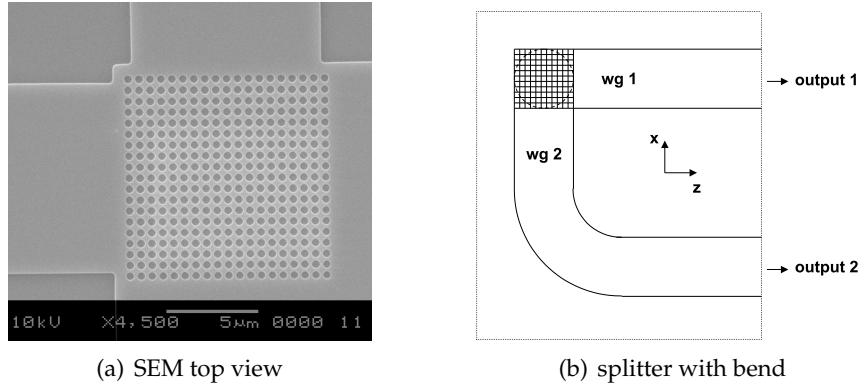 wg 1
output 1
wg 2
x
z
output 2
10kV X4,500 5μm 0000 11
(a) SEM top view
(b) splitter with bend